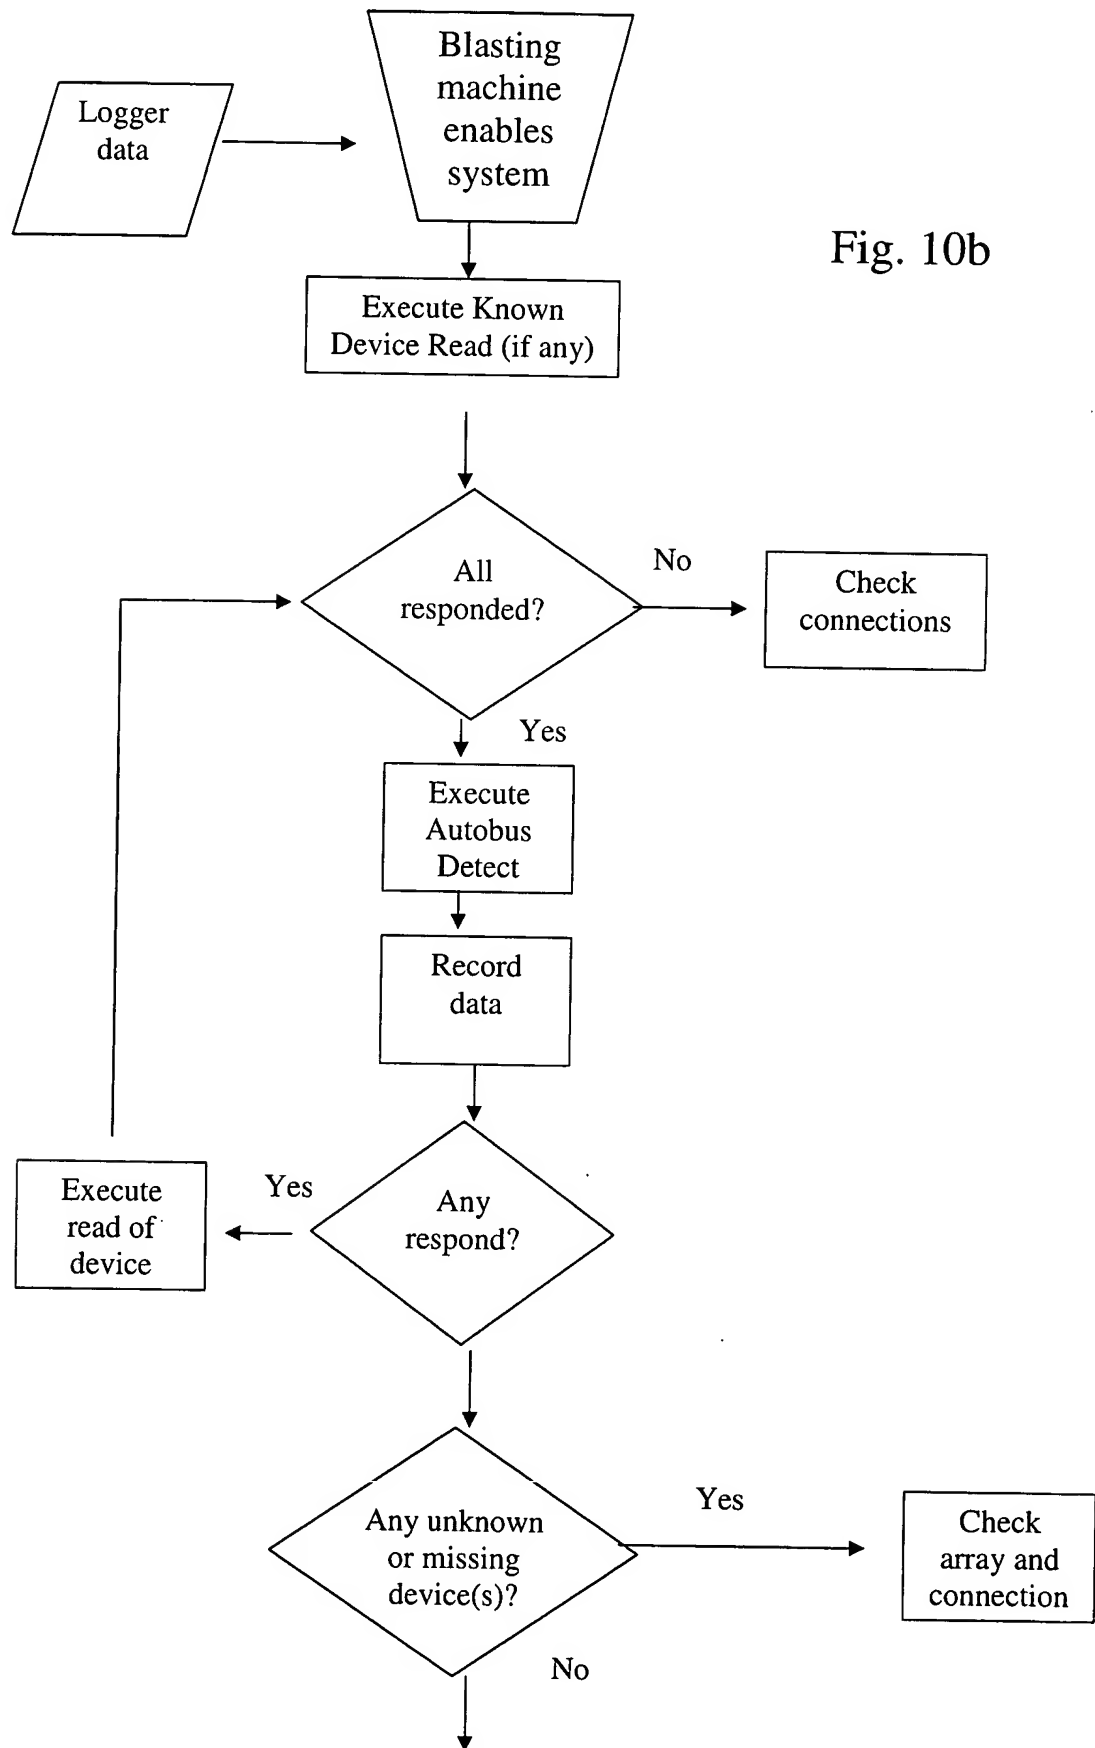 Blasting
machine
enables
system
Logger
data
Fig. 10b
Execute Known
Device Read (if any)
All
responded?
No
Check
connections
Yes
Execute
Autobus
Detect
Record
data
Any
respond?
Yes
Execute
read of
device
Any unknown
or missing
device(s)?
Yes
Check
array and
connection
No